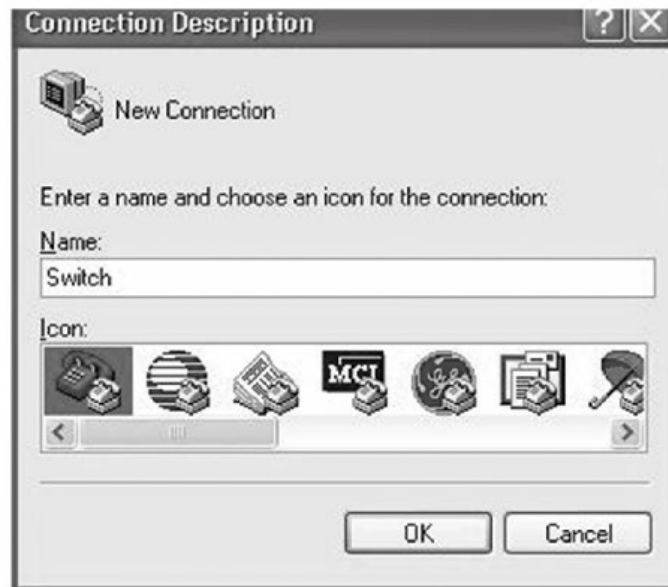 Connection Description
New Connection
Enter a name and choose an icon for the connection:
Name:
Switch
Icon:
MCI
OK Cancel